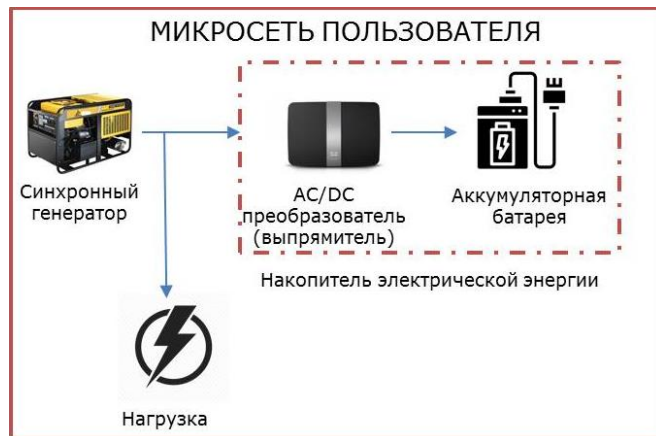 МИКРОСЕТЬ ПОЛЬЗОВАТЕЛЯ
Синхронный
генератор
AC/DC
преобразователь
(выпрямитель)
Аккумуляторная
батарея
Накопитель электрической энергии
Нагрузка